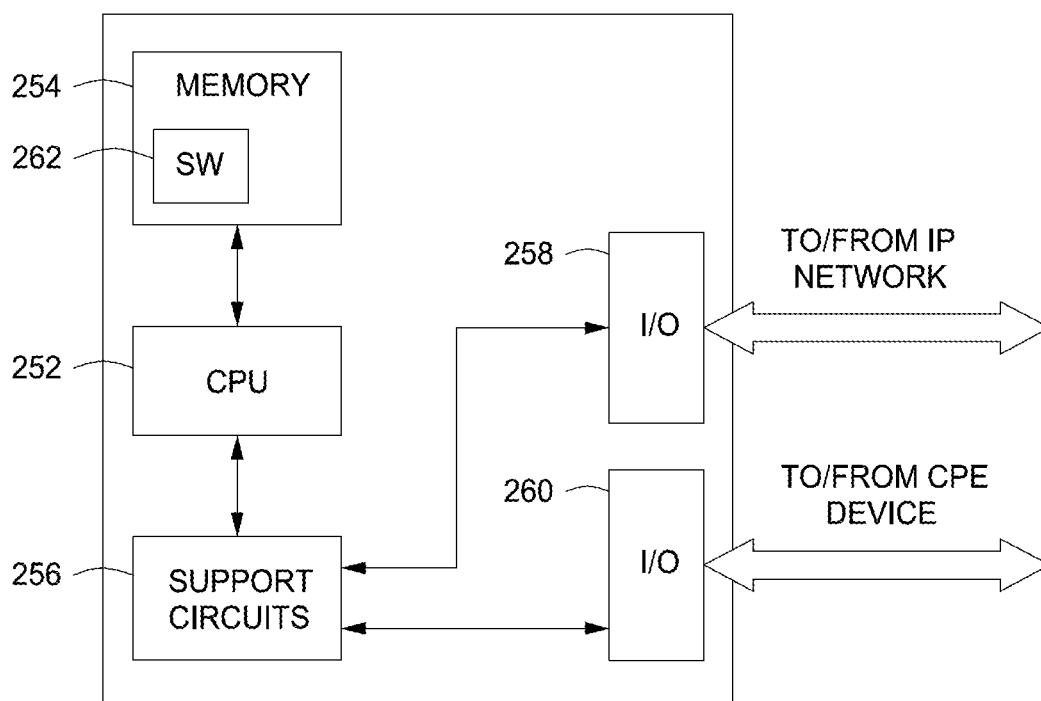 254
MEMORY
262
SW
258
TO/FROM IP
NETWORK
I/O
252
CPU
260
TO/FROM CPE
DEVICE
I/O
256
SUPPORT
CIRCUITS